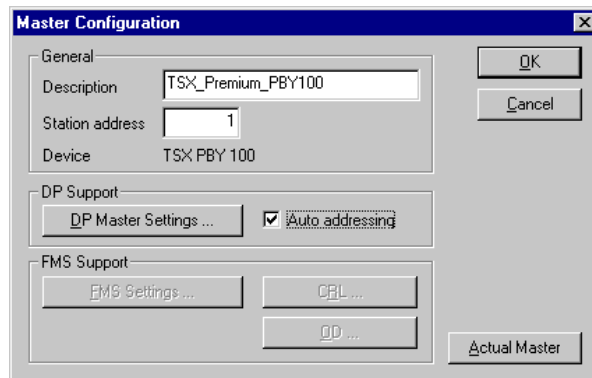 Master Configuration
General
Description TSX_Premium_PBY100
Station address 1
Device TSX PBY 100
OK
Cancel
DP Support
DP Master Settings ... Auto addressing
FMS Support
FMS Settings ... CRL ...
OD ...
Actual Master